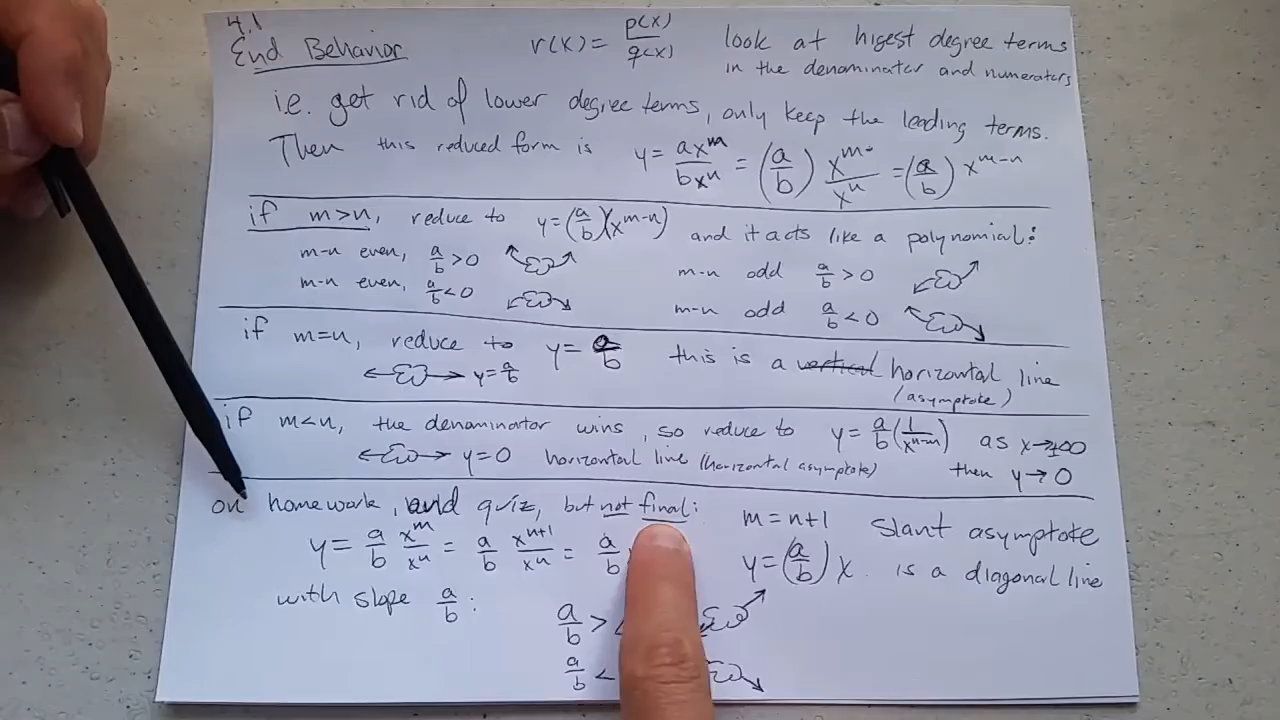 4.1
End Behavior
r(x) = p(x)/q(x) look at higest degree terms
in the denominator and numerators
i.e. get rid of lower degree terms, only keep the leading terms.
Then this reduced form is y = ax^m/bx^n = (a/b) x^m/x^n = (a/b) x^m-n
if m>n, reduce to y=(a/b)(x^m-n) and it acts like a polynomial:
m-n even, a/b >0 m-n odd a/b >0
m-n even, a/b <0 m-n odd a/b <0
if m=n, reduce to y= a/b this is a vertical horizontal line
y=a/b (asymptote)
if m<n, the denominator wins, so reduce to y= a/b (1/x^n-m) as x→±∞
y=0 horizontal line (horizontal asymptote) then y→0
on homework, and quiz, but not final: m=n+1 Slant asymptote
y= a/b x^m/x^n = a/b x^n+1/x^n = a/b y=(a/b)x is a diagonal line
with slope a/b:
a/b >
a/b <